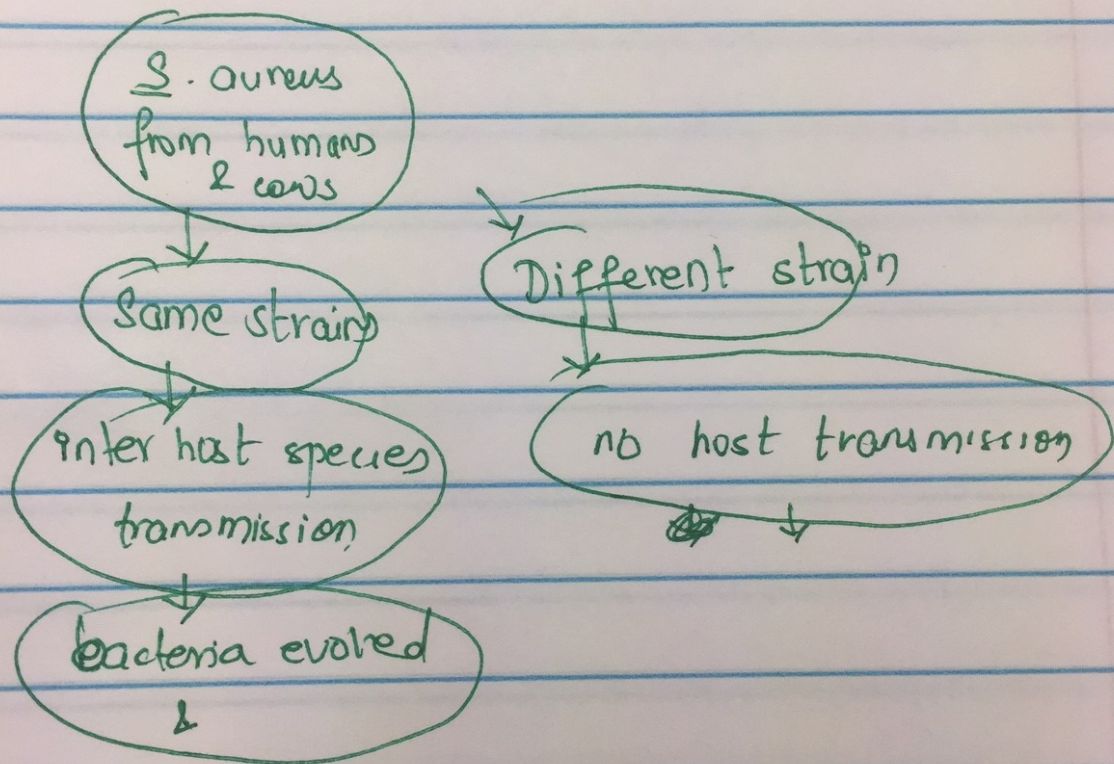 S. aureus
from humans
& cows
Same strain
inter host species
transmission
bacteria evolved
&
Different strain
no host transmission